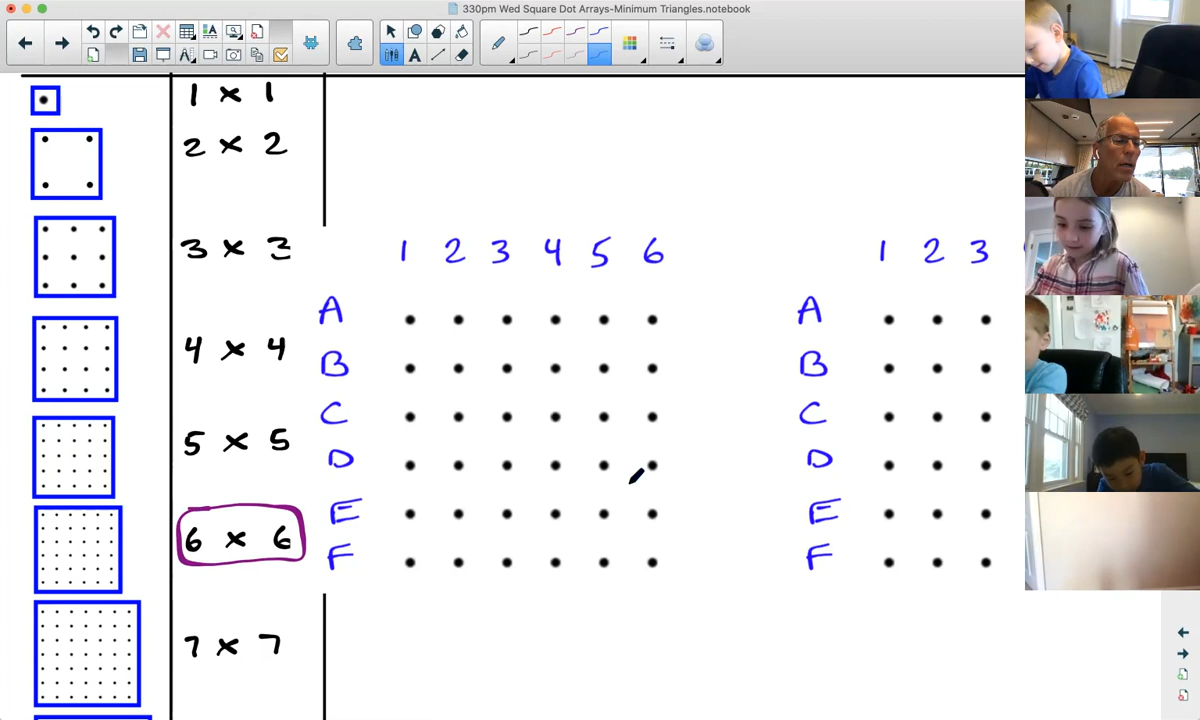 330pm Wed Square Dot Arrays-Minimum Triangles.notebook
A
1 x 1
2 x 2
3 x 3
4 x 4
5 x 5
6 x 6
7 x 7
1 2 3 4 5 6
A
B
C
D
E
F
1 2 3
A
B
C
D
E
F